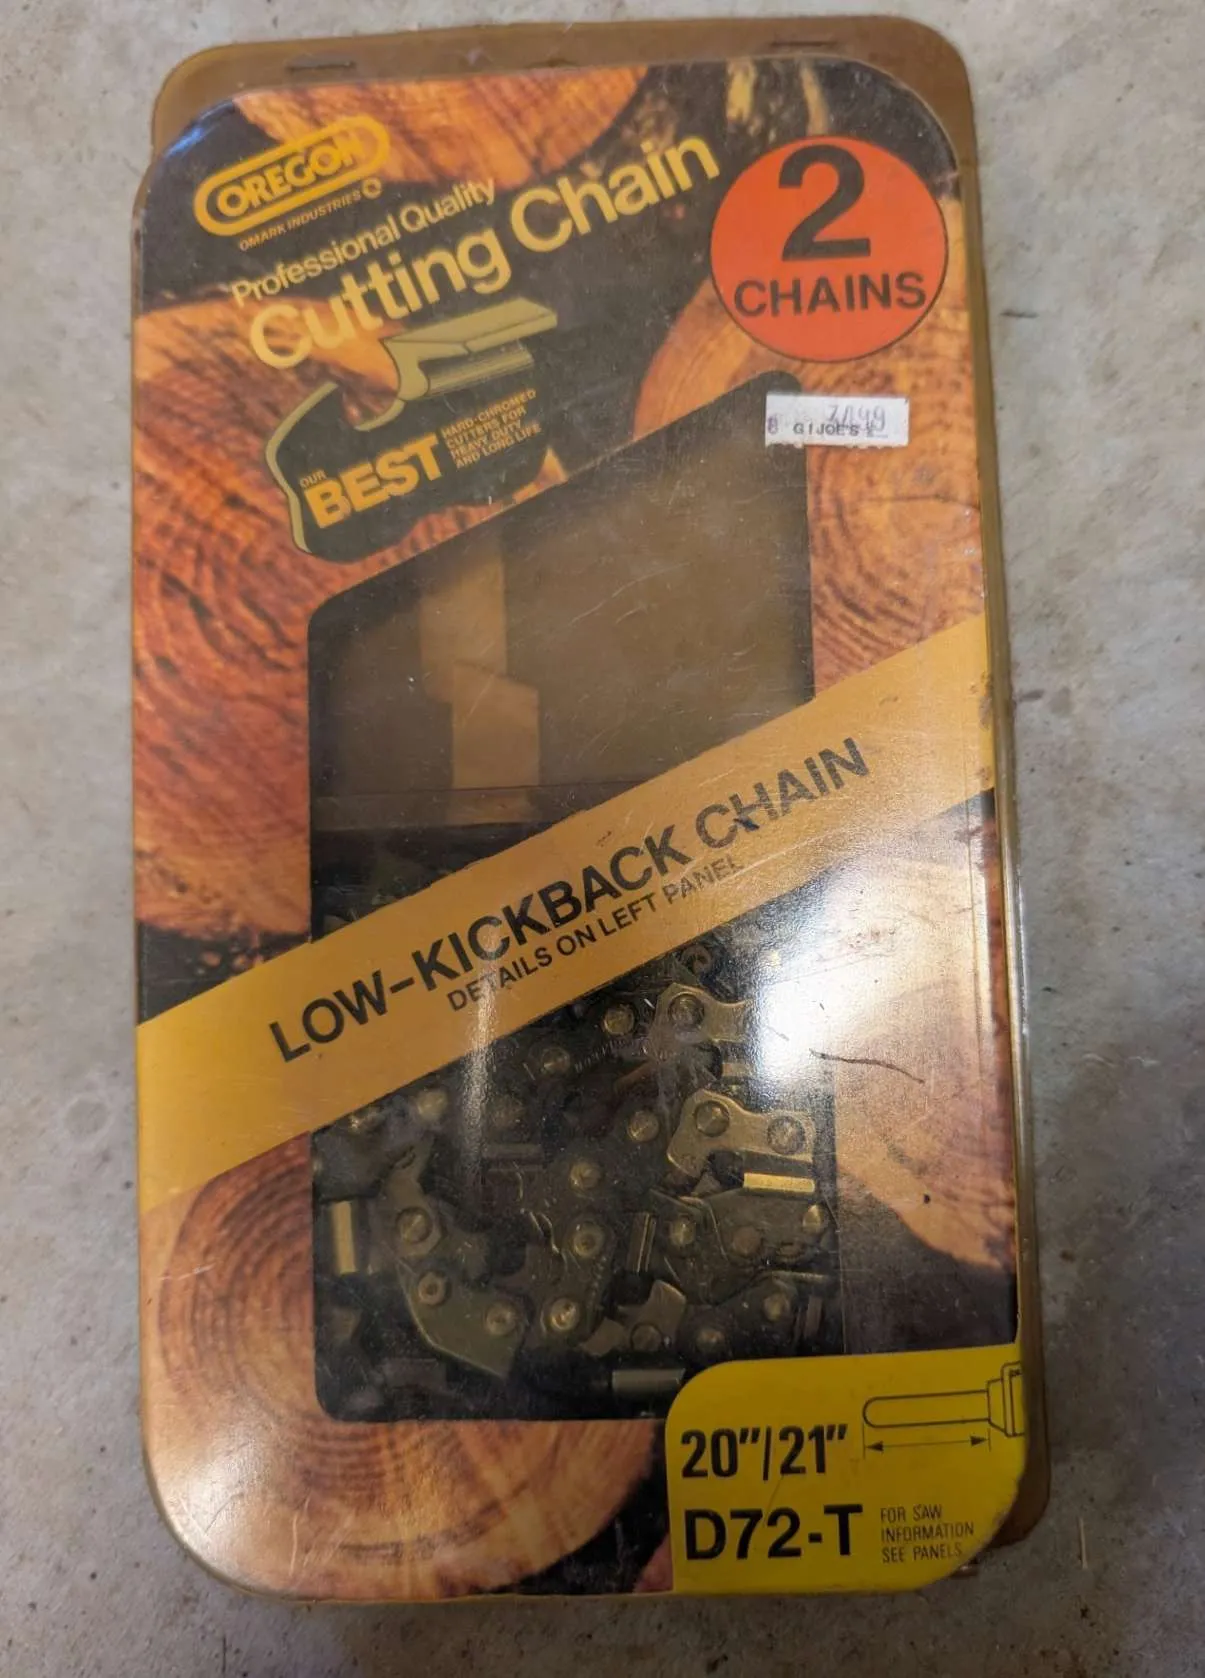 OREGON
OMARK INDUSTRIES
Professional Quality
Cutting Chain
2
CHAINS
OUR
BEST
HARD-CHROMED
CUTTERS FOR
HEAVY DUTY
AND LONG LIFE
G I JOE'S
LOW-KICKBACK CHAIN
DETAILS ON LEFT PANEL
20"/21"
D72-T
FOR SAW
INFORMATION
SEE PANELS